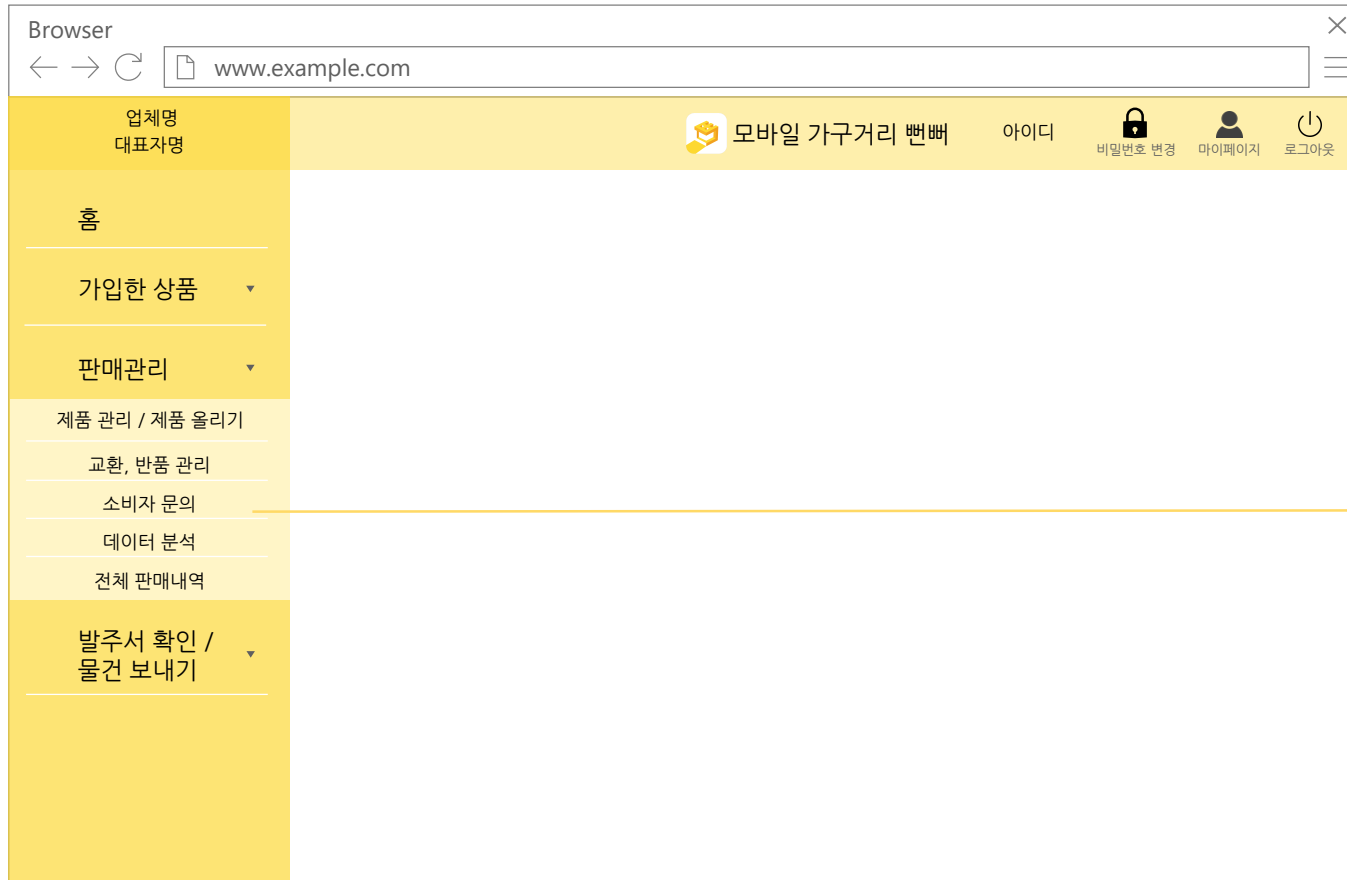 Browser
www.example.com
업체명
대표자명
모바일 가구거리 뻔뻐
아이디
비밀번호 변경
마이페이지
로그아웃
홈
가입한 상품
판매관리
제품 관리 / 제품 올리기
교환, 반품 관리
소비자 문의
데이터 분석
전체 판매내역
발주서 확인 /
물건 보내기